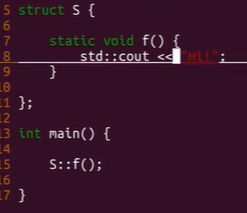 5 struct S {
6
7 static void f() {
8 std::cout << "Hi!";
9 }
10
11 };
12
13 int main() {
14
15 S::f();
16
17 }